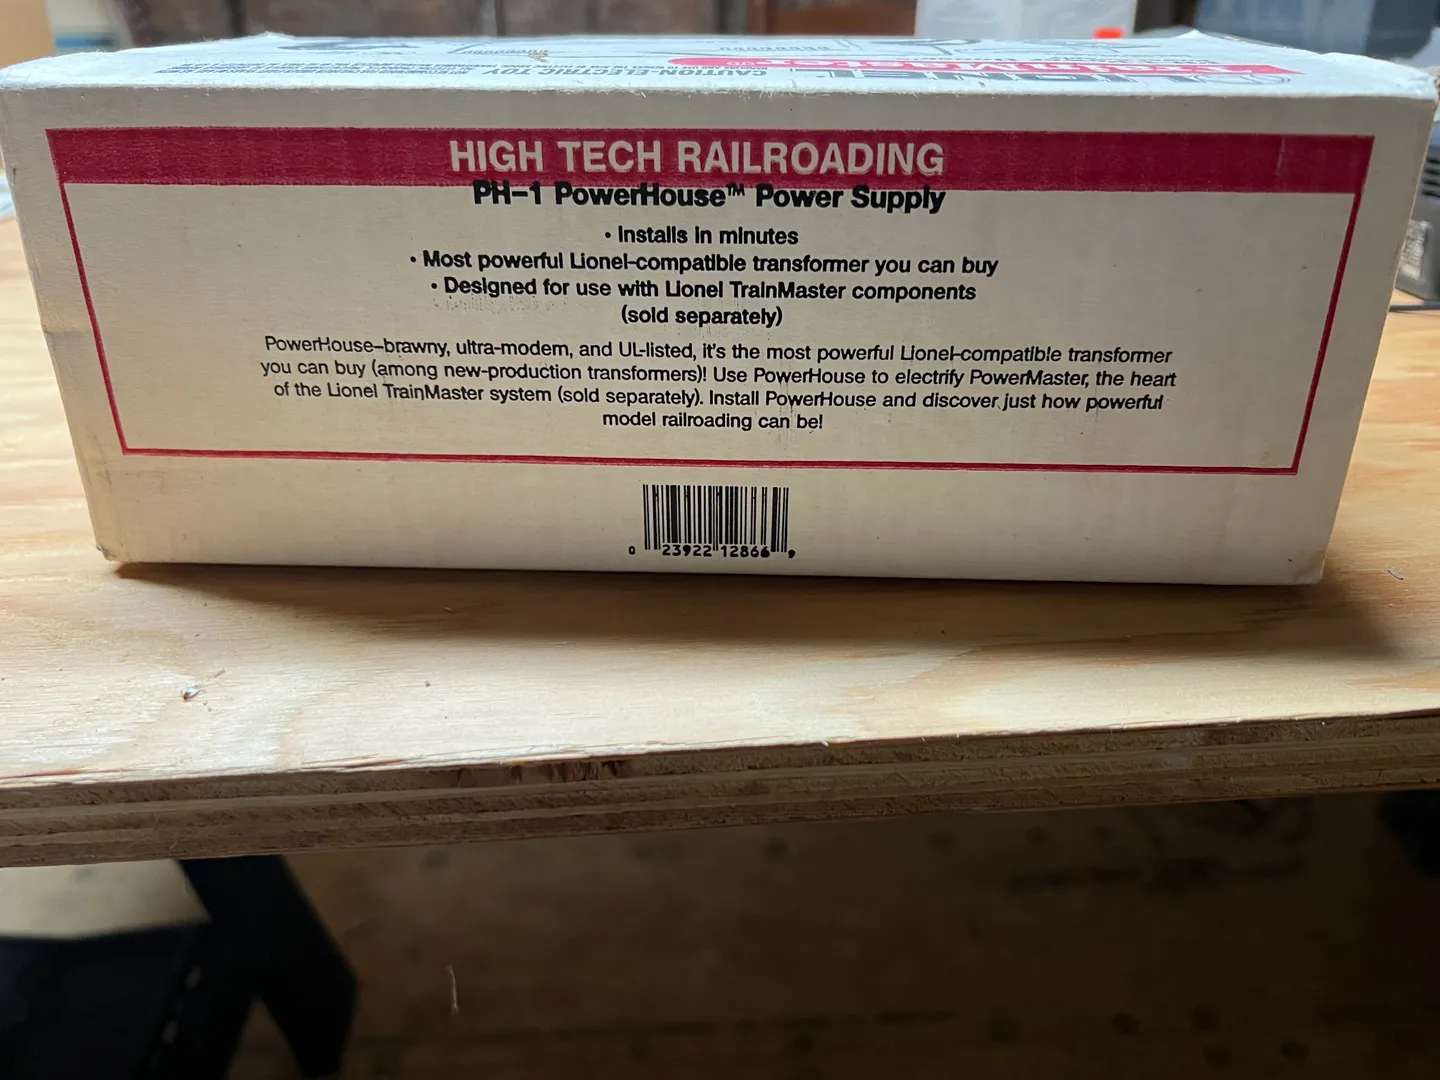 CAUTION-ELECTRIC TOY
LIONEL
TrainMaster
HIGH TECH RAILROADING
PH-1 PowerHouse™ Power Supply
• Installs in minutes
• Most powerful Lionel-compatible transformer you can buy
• Designed for use with Lionel TrainMaster components
(sold separately)
PowerHouse–brawny, ultra-modern, and UL-listed, it's the most powerful Lionel-compatible transformer
you can buy (among new-production transformers)! Use PowerHouse to electrify PowerMaster, the heart
of the Lionel TrainMaster system (sold separately). Install PowerHouse and discover just how powerful
model railroading can be!
0 23922 12866 9